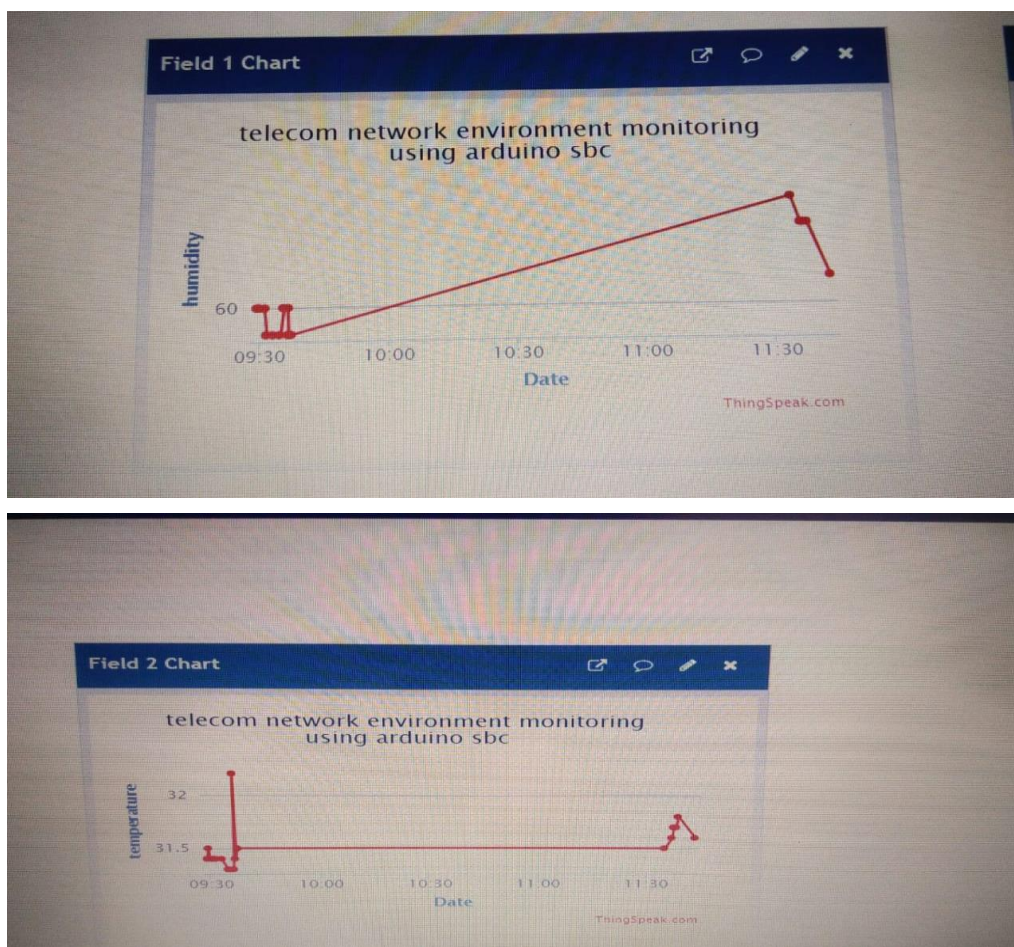 Field 1 Chart
telecom network environment monitoring
using arduino sbc
humidity
60
09:30 10:00 10:30 11:00 11:30
Date
ThingSpeak.com
Field 2 Chart
telecom network environment monitoring
using arduino sbc
temperature
32
31.5
09:30 10:00 10:30 11:00 11:30
Date
ThingSpeak.com